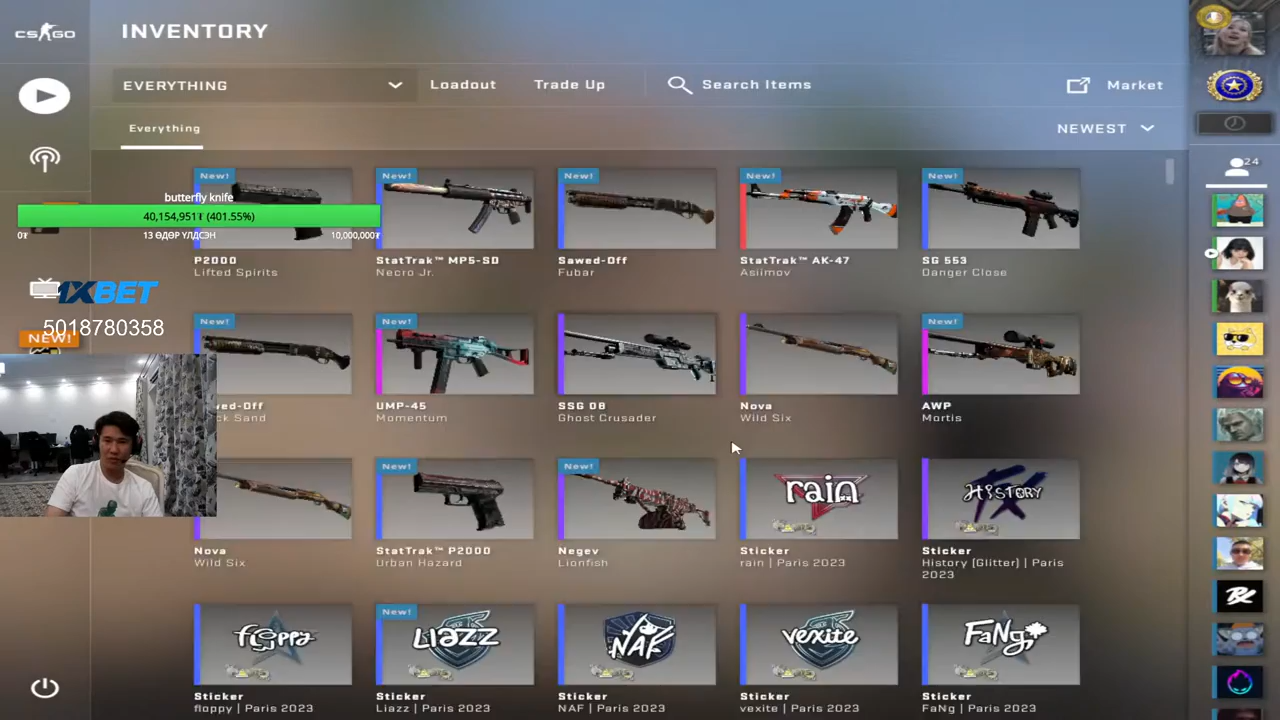 CS GO
INVENTORY
EVERYTHING
Loadout
Trade Up
Search Items
Market
Everything
NEWEST
24
New!
New!
New!
New!
New!
butterfly knife
40,154,951₮ (401.55%)
0₮
13 ӨДӨР ҮЛДСЭН
10,000,000₮
P2000
Lifted Spirits
StatTrak™ MP5-SD
Necro Jr.
Sawed-Off
Fubar
StatTrak™ AK-47
Asiimov
SG 553
Danger Close
1XBET
5018780358
NEW!
New!
New!
New!
wed-Off
ck Sand
UMP-45
Momentum
SSG 08
Ghost Crusader
Nova
Wild Six
AWP
Mortis
New!
New!
rain
HISTORY
Nova
Wild Six
StatTrak™ P2000
Urban Hazard
Negev
Lionfish
Sticker
rain | Paris 2023
Sticker
History (Glitter) | Paris
2023
New!
floppy
Liazz
NAF
vexite
FaNg
Sticker
floppy | Paris 2023
Sticker
Liazz | Paris 2023
Sticker
NAF | Paris 2023
Sticker
vexite | Paris 2023
Sticker
FaNg | Paris 2023